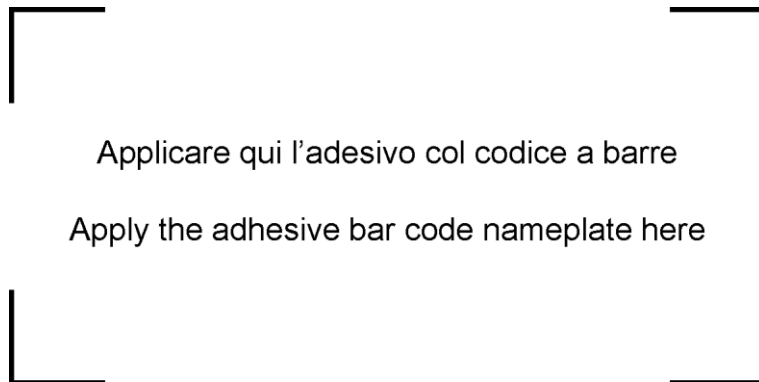 Applicare qui l’adesivo col codice a barre
Apply the adhesive bar code nameplate here